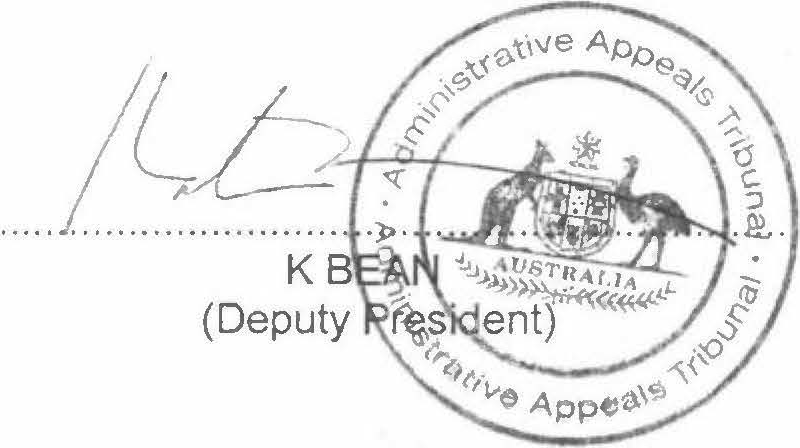 K BEAN
(Deputy President)
· Administrative Appeals Tribunal ·
Administrative Appeals Tribunal
AUSTRALIA